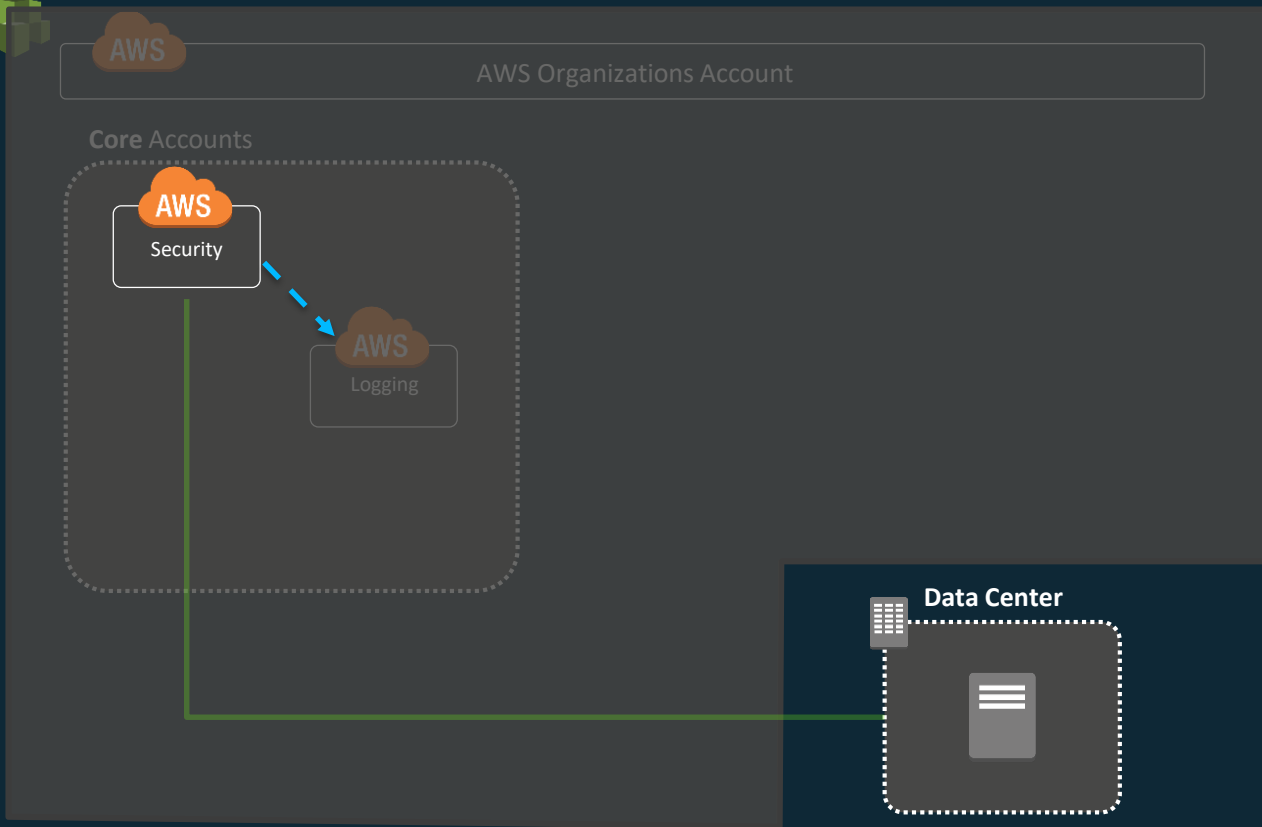 AWS
AWS Organizations Account
Core Accounts
AWS
Security
AWS
Logging
Data Center